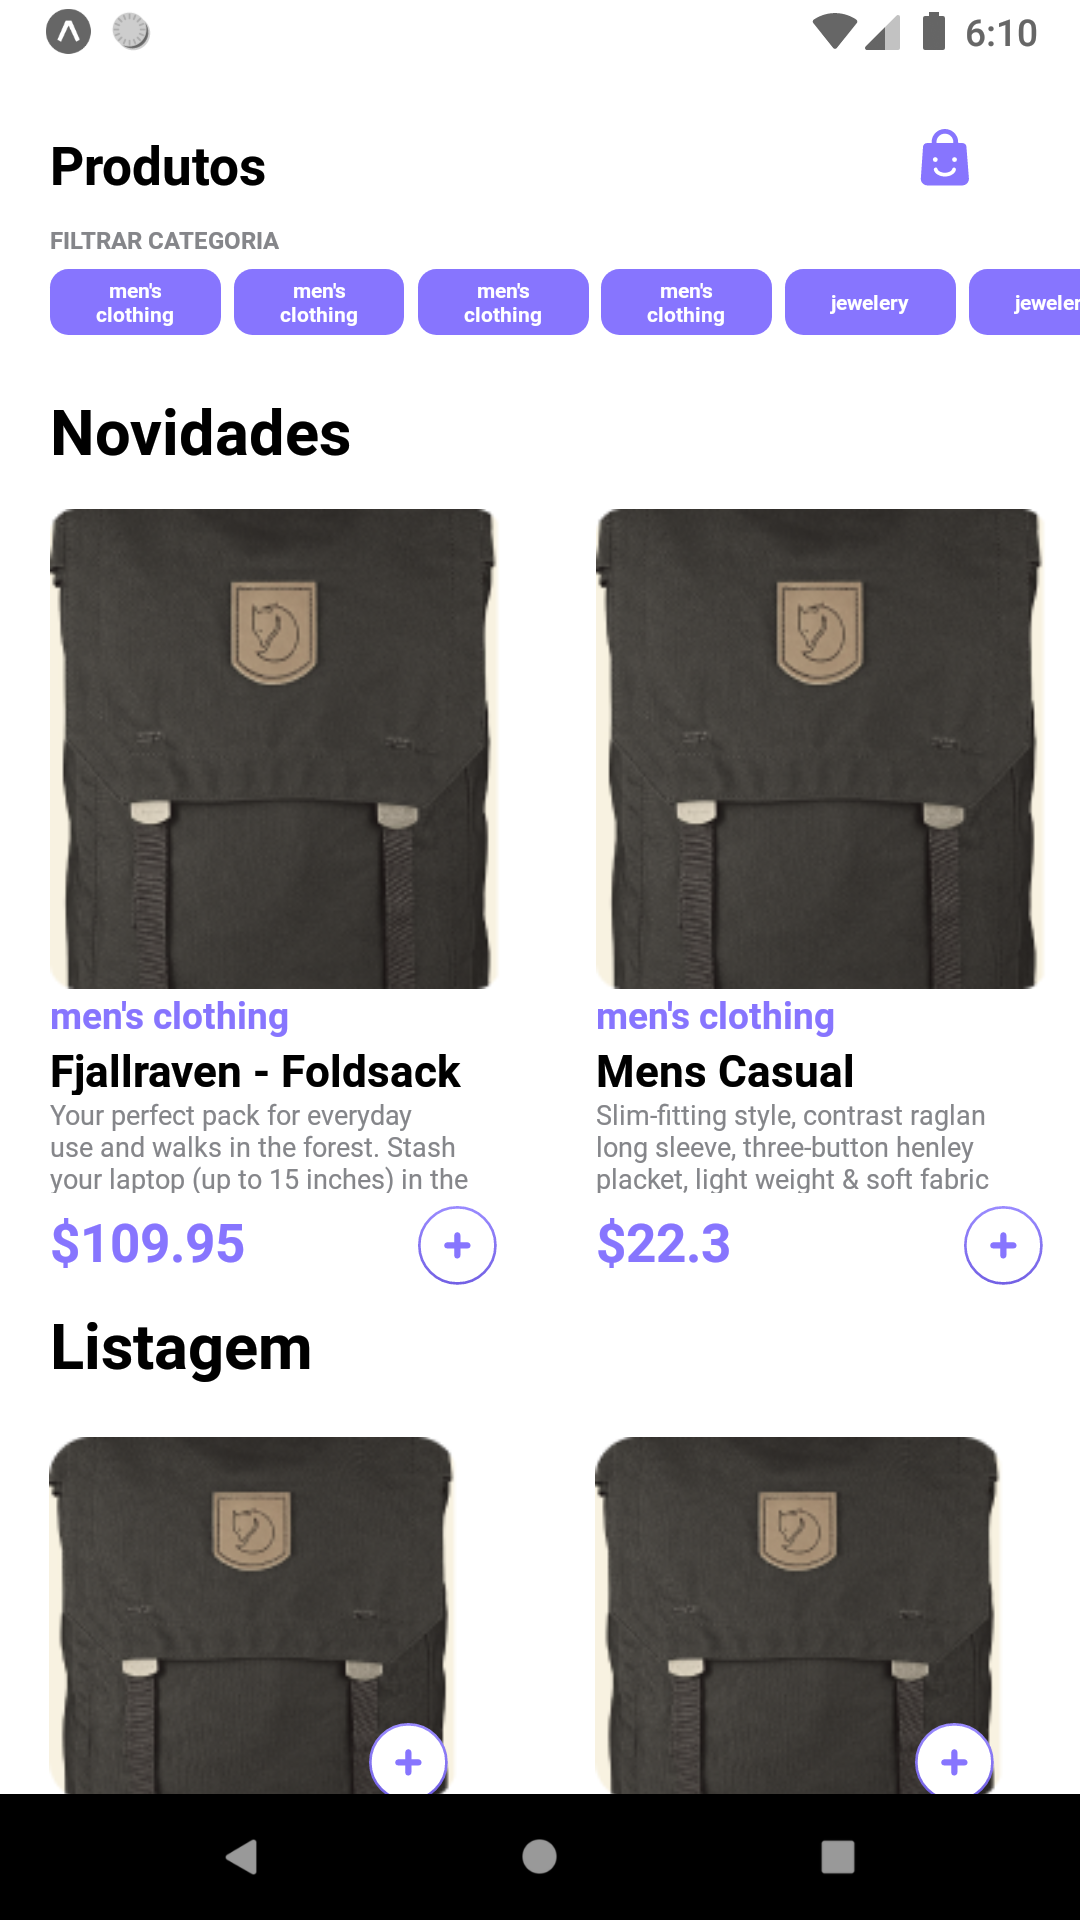 6:10
Produtos
FILTRAR CATEGORIA
men's
clothing
men's
clothing
men's
clothing
men's
clothing
jewelery
Novidades
men's clothing
Fjallraven - Foldsack
Your perfect pack for everyday
use and walks in the forest. Stash
your laptop (up to 15 inches) in the
$109.95
men's clothing
Mens Casual
Slim-fitting style, contrast raglan
long sleeve, three-button henley
placket, light weight & soft fabric
$22.3
Listagem